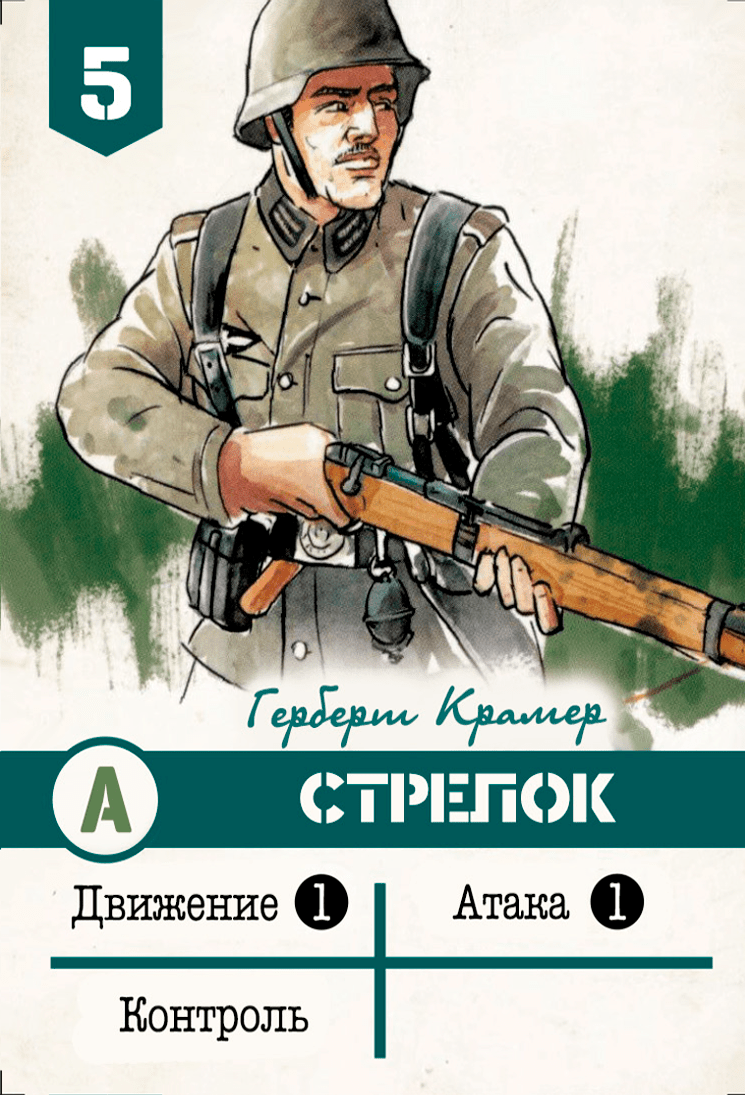 5
Герберт Крамер
А
СТРЕЛОК
Движение 1
Атака 1
Контроль